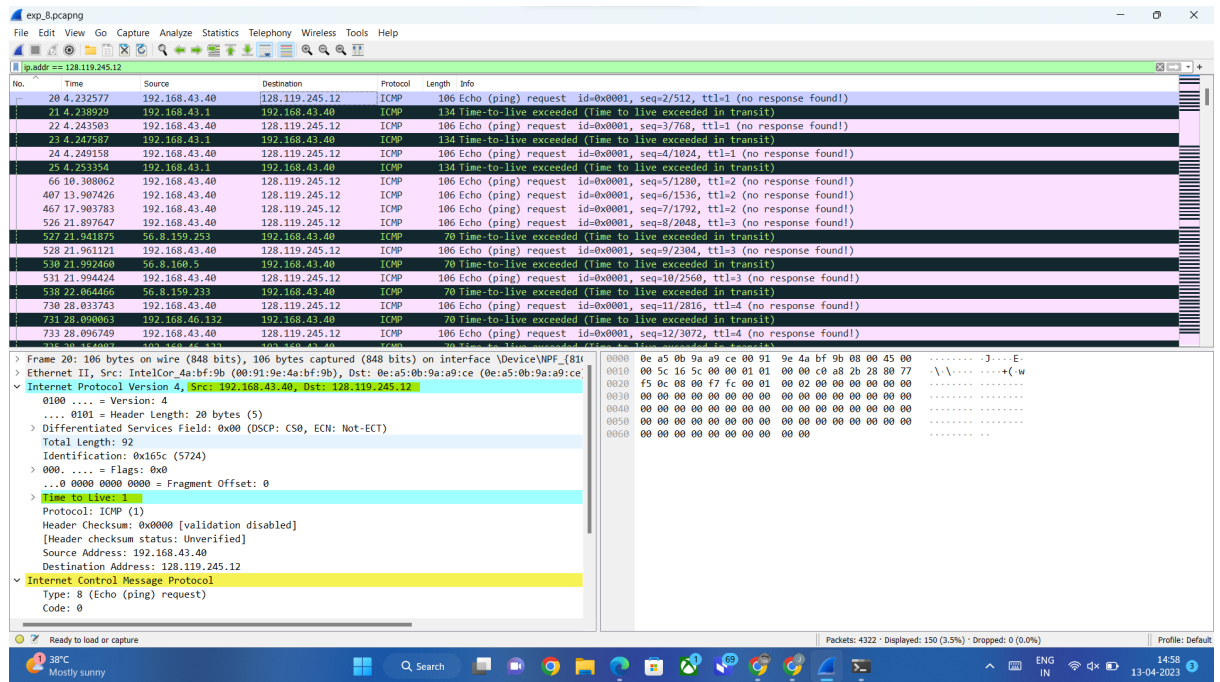 exp_8.pcapng
File Edit View Go Capture Analyze Statistics Telephony Wireless Tools Help
ip.addr == 128.119.245.12
No. Time Source Destination Protocol Length Info
20 4.232577 192.168.43.40 128.119.245.12 ICMP 106 Echo (ping) request id=0x0001, seq=2/512, ttl=1 (no response found!)
21 4.238929 192.168.43.1 192.168.43.40 ICMP 134 Time-to-live exceeded (Time to live exceeded in transit)
22 4.243503 192.168.43.40 128.119.245.12 ICMP 106 Echo (ping) request id=0x0001, seq=3/768, ttl=1 (no response found!)
23 4.247587 192.168.43.1 192.168.43.40 ICMP 134 Time-to-live exceeded (Time to live exceeded in transit)
24 4.249158 192.168.43.40 128.119.245.12 ICMP 106 Echo (ping) request id=0x0001, seq=4/1024, ttl=1 (no response found!)
25 4.253354 192.168.43.1 192.168.43.40 ICMP 134 Time-to-live exceeded (Time to live exceeded in transit)
66 10.308062 192.168.43.40 128.119.245.12 ICMP 106 Echo (ping) request id=0x0001, seq=5/1280, ttl=2 (no response found!)
407 13.907426 192.168.43.40 128.119.245.12 ICMP 106 Echo (ping) request id=0x0001, seq=6/1536, ttl=2 (no response found!)
467 17.903783 192.168.43.40 128.119.245.12 ICMP 106 Echo (ping) request id=0x0001, seq=7/1792, ttl=2 (no response found!)
526 21.897647 192.168.43.40 128.119.245.12 ICMP 106 Echo (ping) request id=0x0001, seq=8/2048, ttl=3 (no response found!)
527 21.941875 56.8.159.253 192.168.43.40 ICMP 70 Time-to-live exceeded (Time to live exceeded in transit)
528 21.961121 192.168.43.40 128.119.245.12 ICMP 106 Echo (ping) request id=0x0001, seq=9/2304, ttl=3 (no response found!)
530 21.992460 56.8.160.5 192.168.43.40 ICMP 70 Time-to-live exceeded (Time to live exceeded in transit)
531 21.994424 192.168.43.40 128.119.245.12 ICMP 106 Echo (ping) request id=0x0001, seq=10/2560, ttl=3 (no response found!)
538 22.064466 56.8.159.233 192.168.43.40 ICMP 70 Time-to-live exceeded (Time to live exceeded in transit)
730 28.033743 192.168.43.40 128.119.245.12 ICMP 106 Echo (ping) request id=0x0001, seq=11/2816, ttl=4 (no response found!)
731 28.090063 192.168.46.132 192.168.43.40 ICMP 70 Time-to-live exceeded (Time to live exceeded in transit)
733 28.096749 192.168.43.40 128.119.245.12 ICMP 106 Echo (ping) request id=0x0001, seq=12/3072, ttl=4 (no response found!)
Frame 20: 106 bytes on wire (848 bits), 106 bytes captured (848 bits) on interface \Device\NPF_{81
Ethernet II, Src: IntelCor_4a:bf:9b (00:91:9e:4a:bf:9b), Dst: 0e:a5:0b:9a:a9:ce (0e:a5:0b:9a:a9:ce
Internet Protocol Version 4, Src: 192.168.43.40, Dst: 128.119.245.12
0100 .... = Version: 4
.... 0101 = Header Length: 20 bytes (5)
Differentiated Services Field: 0x00 (DSCP: CS0, ECN: Not-ECT)
Total Length: 92
Identification: 0x165c (5724)
000. .... = Flags: 0x0
...0 0000 0000 0000 = Fragment Offset: 0
Time to Live: 1
Protocol: ICMP (1)
Header Checksum: 0x0000 [validation disabled]
[Header checksum status: Unverified]
Source Address: 192.168.43.40
Destination Address: 128.119.245.12
Internet Control Message Protocol
Type: 8 (Echo (ping) request)
Code: 0
0000 0e a5 0b 9a a9 ce 00 91 9e 4a bf 9b 08 00 45 00 ········ ·J····E·
0010 00 5c 16 5c 00 00 01 01 00 00 c0 a8 2b 28 80 77 ·\·\···· ····+(·w
0020 f5 0c 08 00 f7 fc 00 01 00 02 00 00 00 00 00 00 ········ ········
0030 00 00 00 00 00 00 00 00 00 00 00 00 00 00 00 00 ········ ········
0040 00 00 00 00 00 00 00 00 00 00 00 00 00 00 00 00 ········ ········
0050 00 00 00 00 00 00 00 00 00 00 00 00 00 00 00 00 ········ ········
0060 00 00 00 00 00 00 00 00 00 00 ········ ··
Ready to load or capture
Packets: 4322 · Displayed: 150 (3.5%) · Dropped: 0 (0.0%)
Profile: Default
1
38°C
Mostly sunny
Search
1
69
ENG
IN
14:58
13-04-2023
3